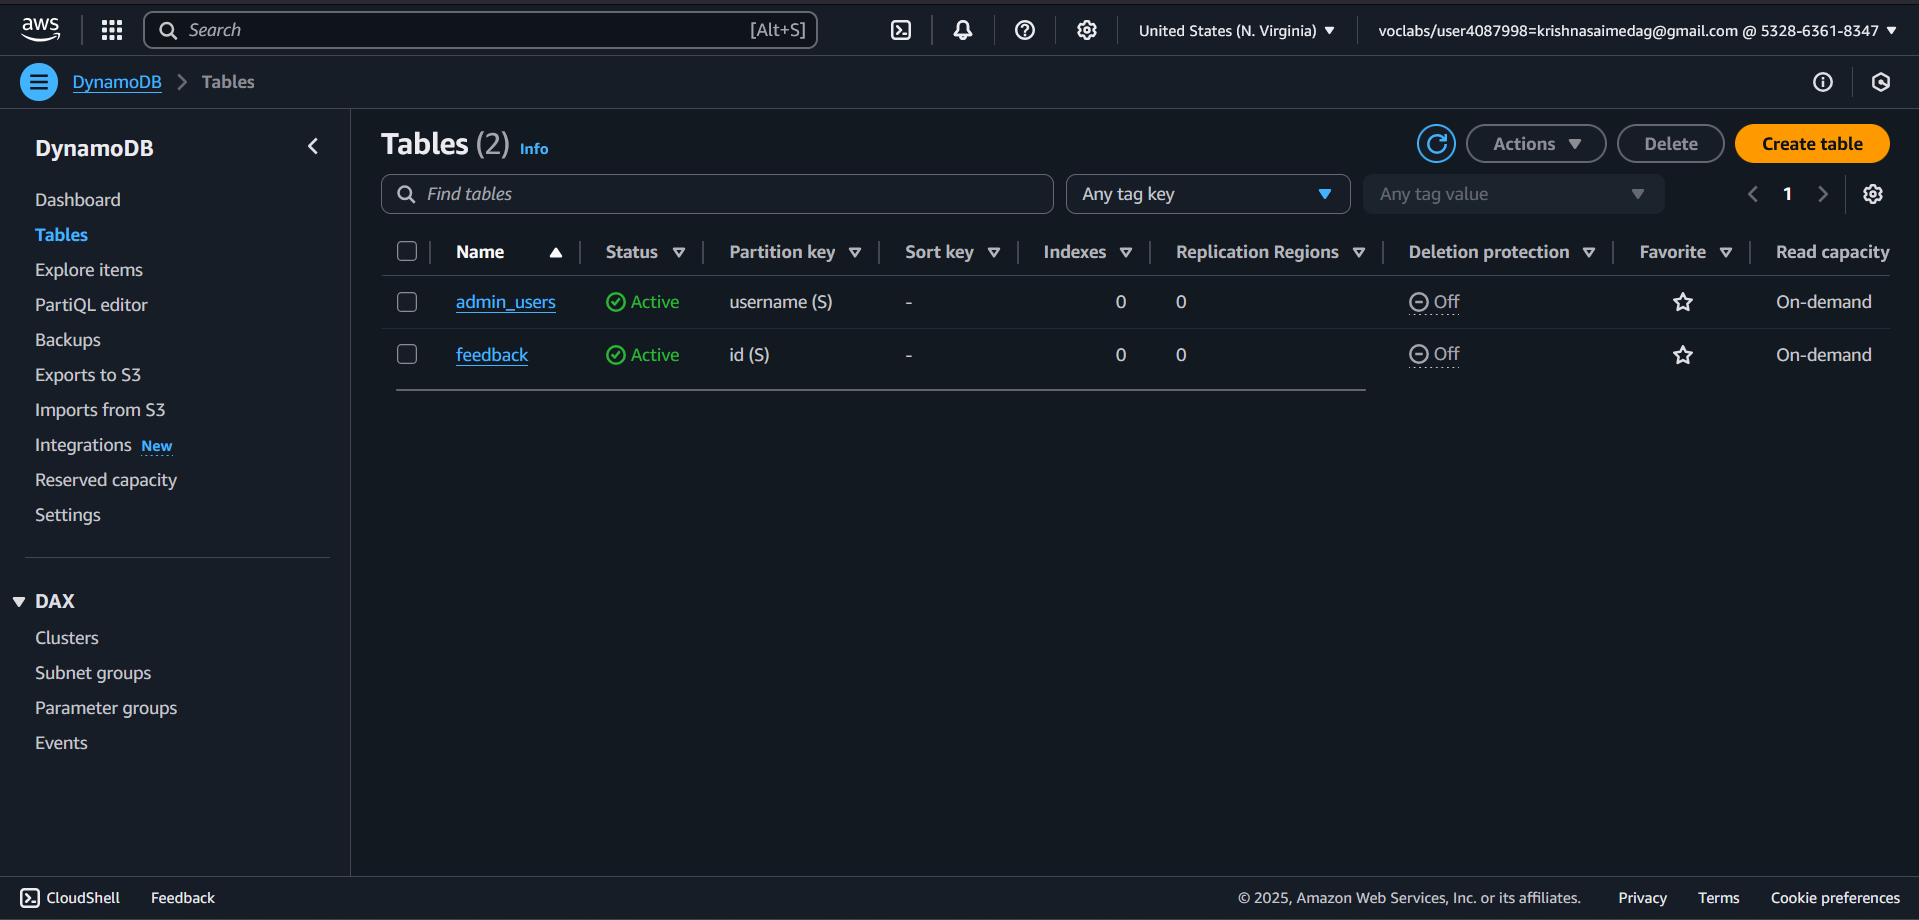 aws Search [Alt+S] United States (N. Virginia) voclabs/user4087998=krishnasaimedag@gmail.com @ 5328-6361-8347
DynamoDB Tables
DynamoDB
Dashboard
Tables
Explore items
PartiQL editor
Backups
Exports to S3
Imports from S3
Integrations New
Reserved capacity
Settings
DAX
Clusters
Subnet groups
Parameter groups
Events
Tables (2) Info
Actions Delete Create table
Find tables Any tag key Any tag value 1
Name Status Partition key Sort key Indexes Replication Regions Deletion protection Favorite Read capacity
admin_users Active username (S) - 0 0 Off On-demand
feedback Active id (S) - 0 0 Off On-demand
CloudShell Feedback © 2025, Amazon Web Services, Inc. or its affiliates. Privacy Terms Cookie preferences